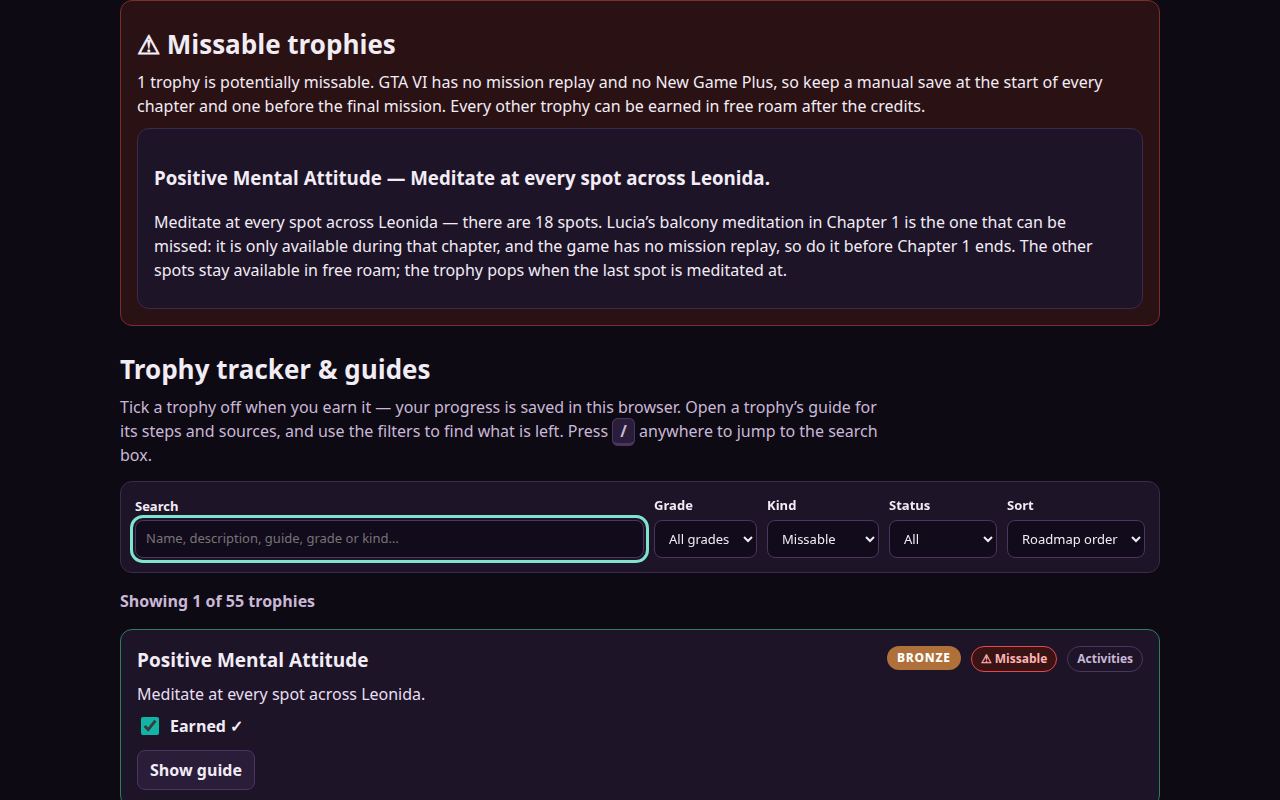 ⚠ Missable trophies
1 trophy is potentially missable. GTA VI has no mission replay and no New Game Plus, so keep a manual save at the start of every
chapter and one before the final mission. Every other trophy can be earned in free roam after the credits.
Positive Mental Attitude — Meditate at every spot across Leonida.
Meditate at every spot across Leonida — there are 18 spots. Lucia’s balcony meditation in Chapter 1 is the one that can be
missed: it is only available during that chapter, and the game has no mission replay, so do it before Chapter 1 ends. The other
spots stay available in free roam; the trophy pops when the last spot is meditated at.
Trophy tracker & guides
Tick a trophy off when you earn it — your progress is saved in this browser. Open a trophy’s guide for
its steps and sources, and use the filters to find what is left. Press / anywhere to jump to the search
box.
Search Grade Kind Status Sort
Name, description, guide, grade or kind... All grades Missable All Roadmap order
Showing 1 of 55 trophies
Positive Mental Attitude BRONZE ⚠ Missable Activities
Meditate at every spot across Leonida.
Earned ✓
Show guide